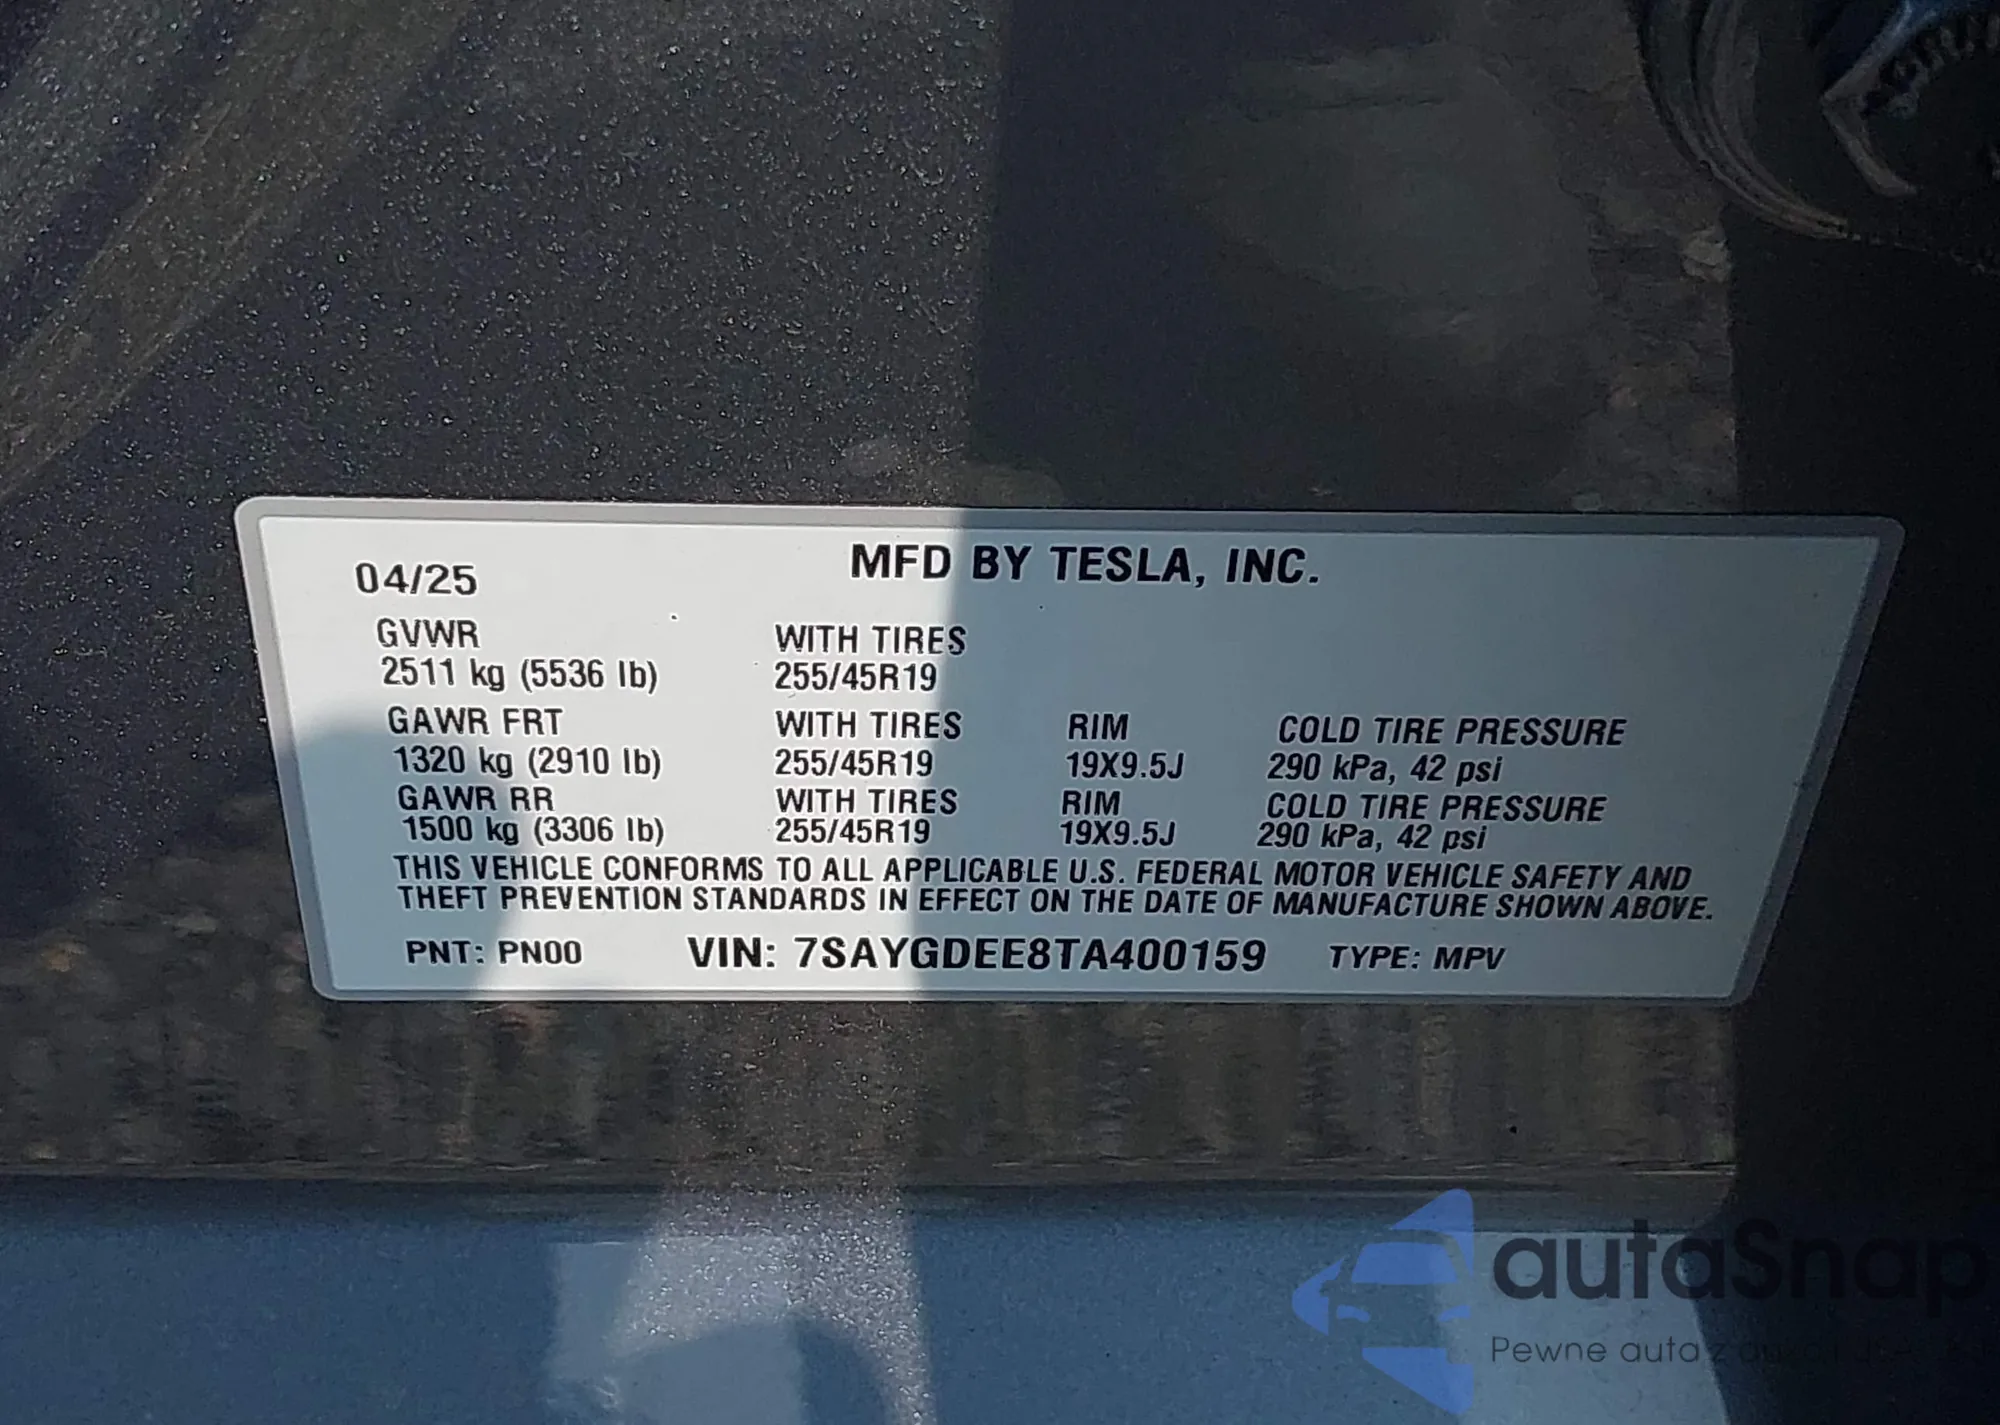 04/25 MFD BY TESLA, INC.
GVWR WITH TIRES
2511 kg (5536 lb) 255/45R19
GAWR FRT WITH TIRES RIM COLD TIRE PRESSURE
1320 kg (2910 lb) 255/45R19 19X9.5J 290 kPa, 42 psi
GAWR RR WITH TIRES RIM COLD TIRE PRESSURE
1500 kg (3306 lb) 255/45R19 19X9.5J 290 kPa, 42 psi
THIS VEHICLE CONFORMS TO ALL APPLICABLE U.S. FEDERAL MOTOR VEHICLE SAFETY AND
THEFT PREVENTION STANDARDS IN EFFECT ON THE DATE OF MANUFACTURE SHOWN ABOVE.
PNT: PN00 VIN: 7SAYGDEE8TA400159 TYPE: MPV
autaSnap
Pewne auta z